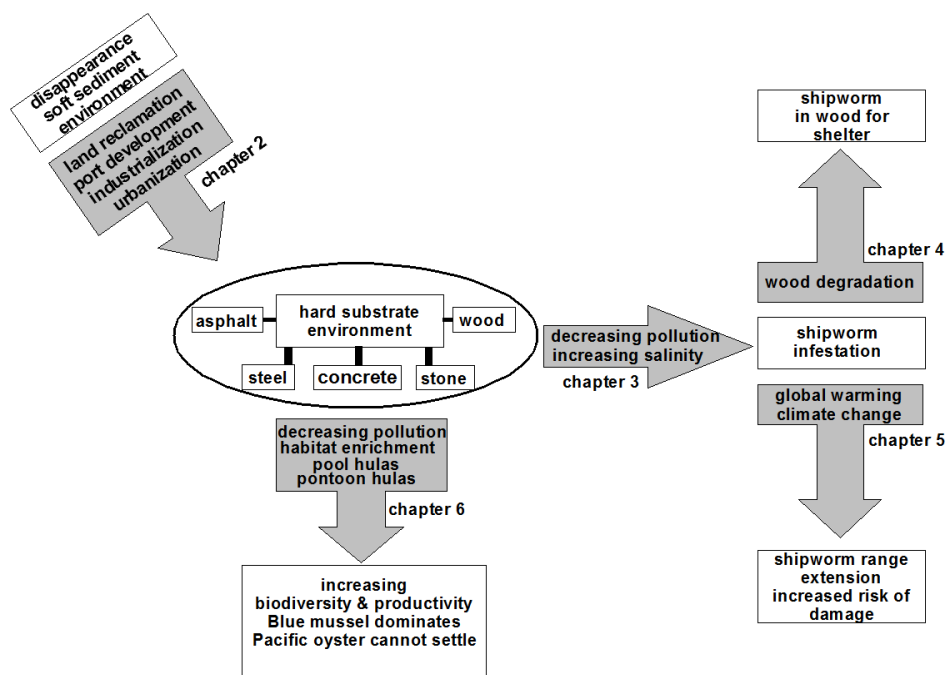 disappearance
soft sediment
environment
land reclamation
port development
industrialization
urbanization
chapter 2
asphalt
hard substrate
environment
wood
steel
concrete
stone
decreasing pollution
increasing salinity
chapter 3
shipworm
in wood for
shelter
chapter 4
wood degradation
shipworm
infestation
global warming
climate change
chapter 5
shipworm range
extension
increased risk of
damage
decreasing pollution
habitat enrichment
pool hulas
pontoon hulas
chapter 6
increasing
biodiversity & productivity
Blue mussel dominates
Pacific oyster cannot settle